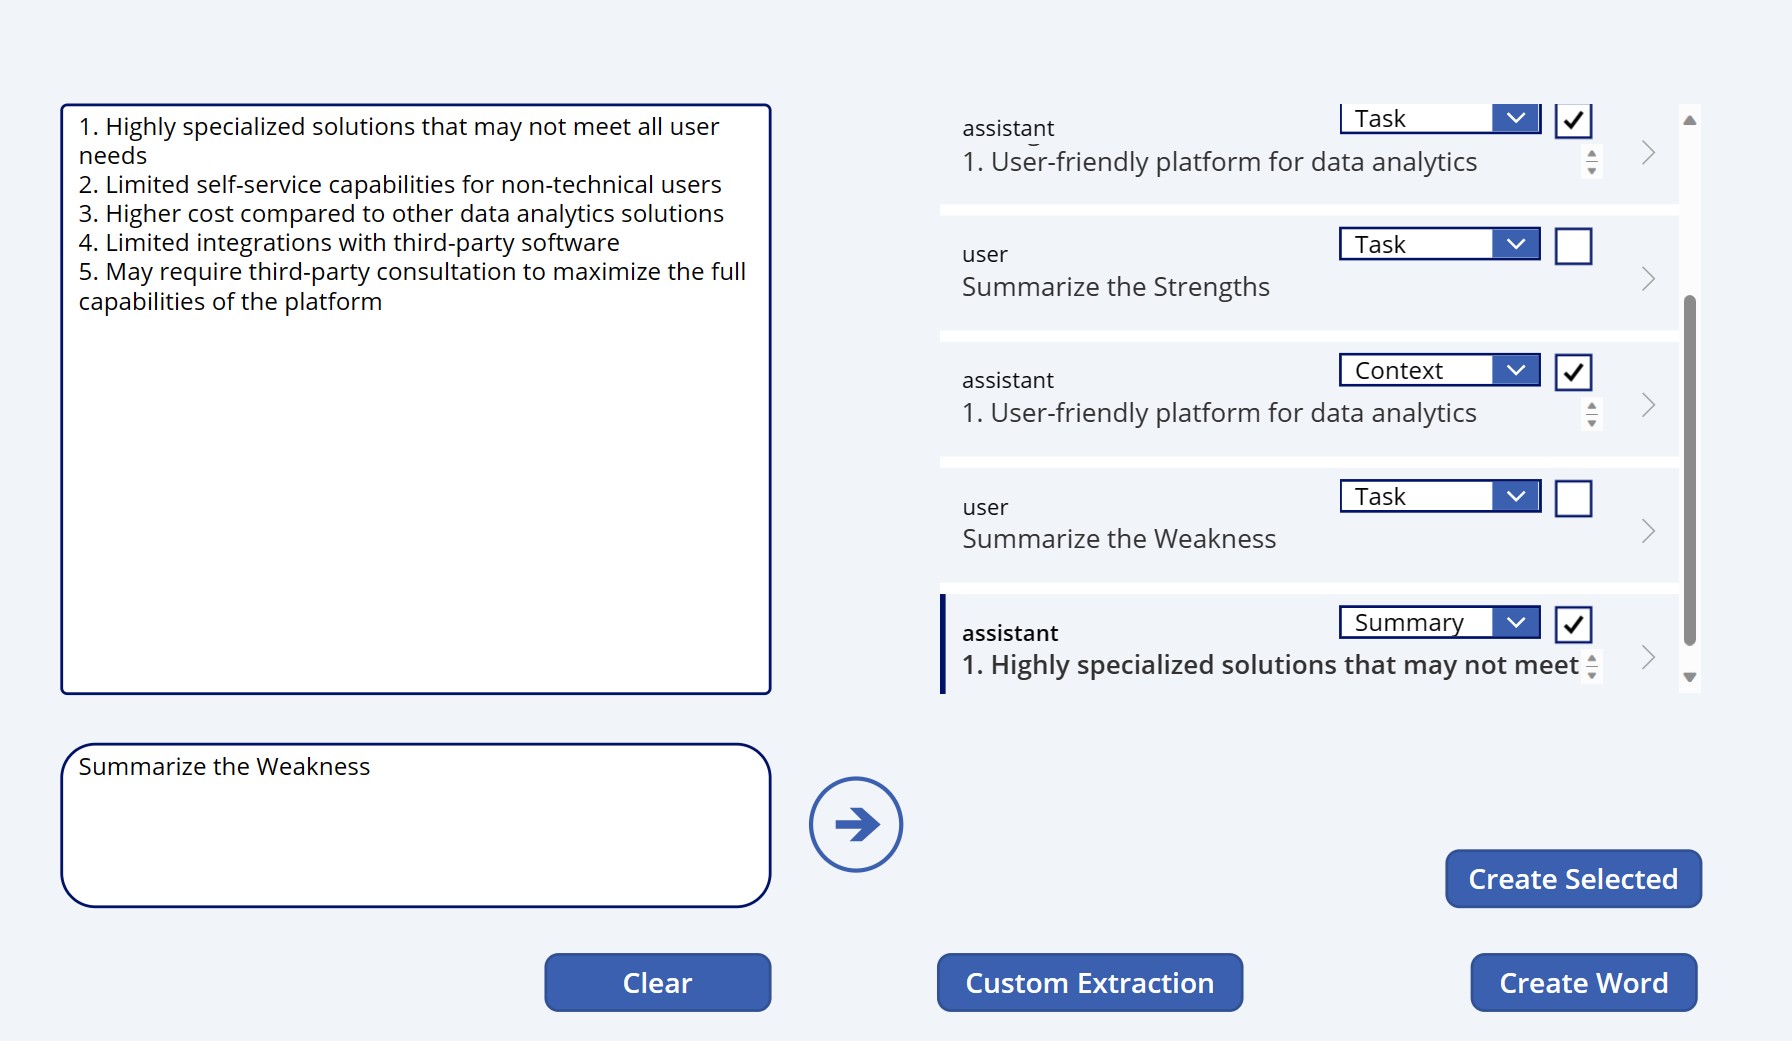 1. Highly specialized solutions that may not meet all user
needs
2. Limited self-service capabilities for non-technical users
3. Higher cost compared to other data analytics solutions
4. Limited integrations with third-party software
5. May require third-party consultation to maximize the full
capabilities of the platform
Summarize the Weakness
Clear
assistant
Task
1. User-friendly platform for data analytics
user
Task
Summarize the Strengths
assistant
Context
1. User-friendly platform for data analytics
user
Task
Summarize the Weakness
assistant
Summary
1. Highly specialized solutions that may not meet
Create Selected
Custom Extraction
Create Word